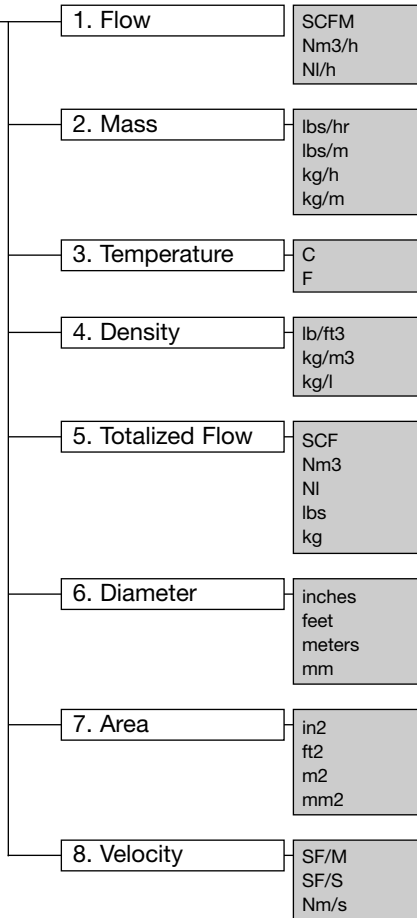 1. Flow
SCFM
Nm3/h
Nl/h
2. Mass
lbs/hr
lbs/m
kg/h
kg/m
3. Temperature
C
F
4. Density
lb/ft3
kg/m3
kg/l
5. Totalized Flow
SCF
Nm3
Nl
lbs
kg
6. Diameter
inches
feet
meters
mm
7. Area
in2
ft2
m2
mm2
8. Velocity
SF/M
SF/S
Nm/s